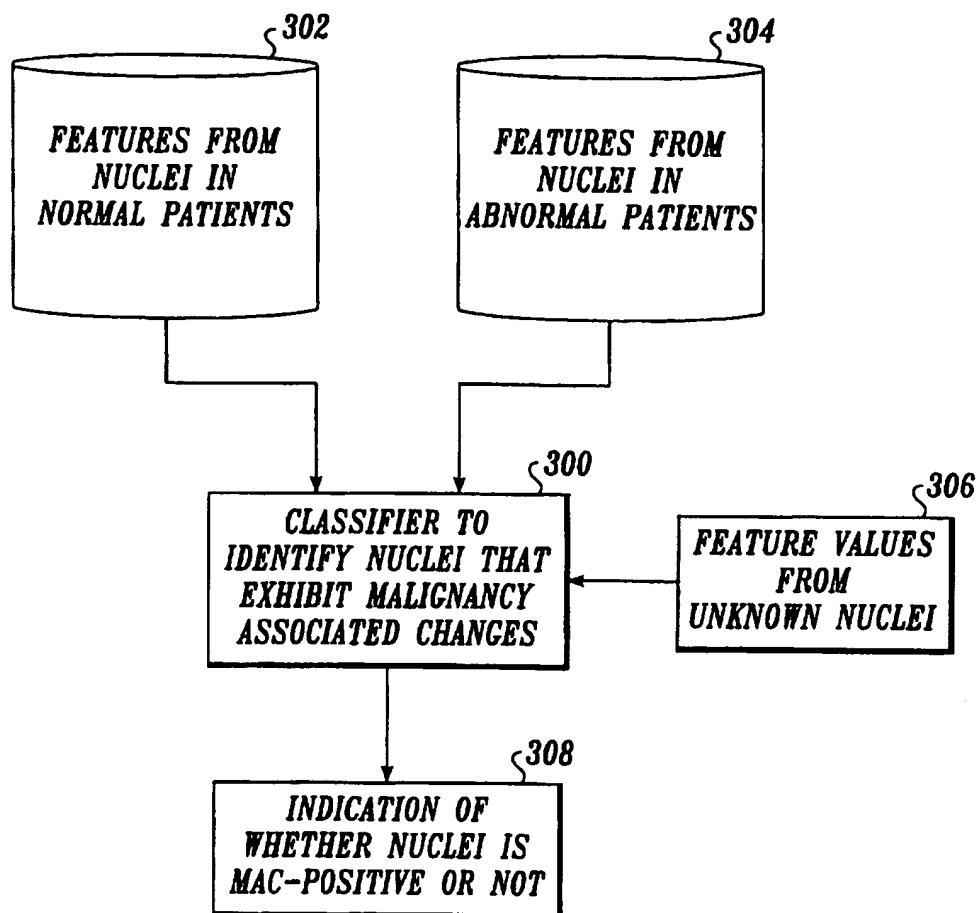 302
FEATURES FROM
NUCLEI IN
NORMAL PATIENTS
304
FEATURES FROM
NUCLEI IN
ABNORMAL PATIENTS
300
CLASSIFIER TO
IDENTIFY NUCLEI THAT
EXHIBIT MALIGNANCY
ASSOCIATED CHANGES
306
FEATURE VALUES
FROM
UNKNOWN NUCLEI
308
INDICATION OF
WHETHER NUCLEI IS
MAC-POSITIVE OR NOT